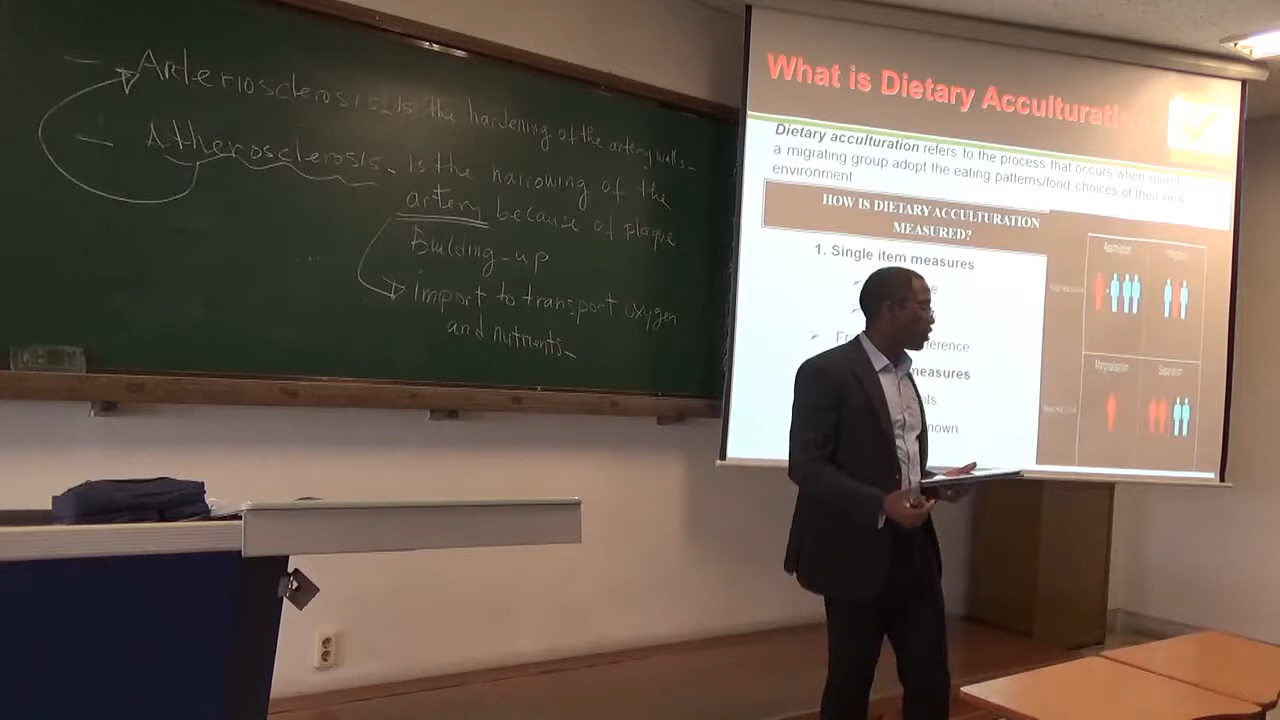 - Arteriosclerosis - is the hardening of the artery walls -
- Atherosclerosis - is the narrowing of the
artery because of plaque
Building-up
import to transport oxygen
and nutrients -
What is Dietary Acculturati
Dietary acculturation refers to the process that occurs when
a migrating group adopt the eating patterns/food choices of their new
environment
HOW IS DIETARY ACCULTURATION
MEASURED?
1. Single item measures
measures
Assimilation
Marginalisation Separation